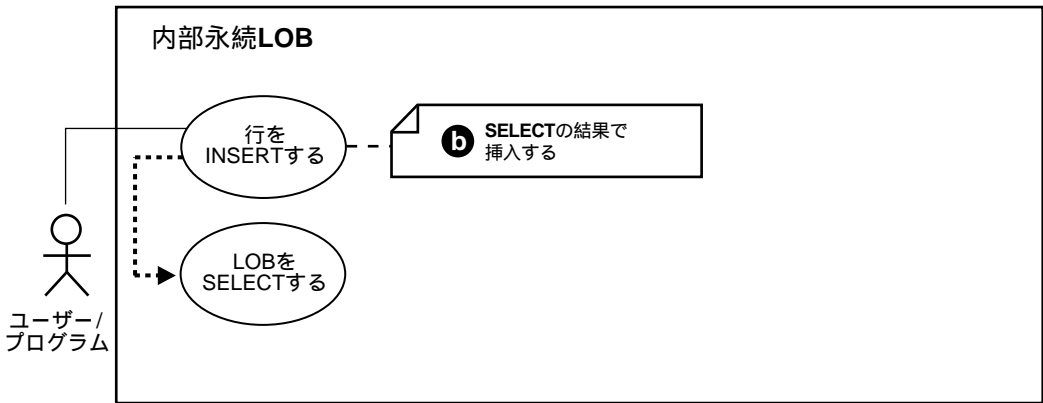 内部永続LOB
行を
INSERTする
b
SELECTの結果で
挿入する
LOBを
SELECTする
ユーザー/
プログラム